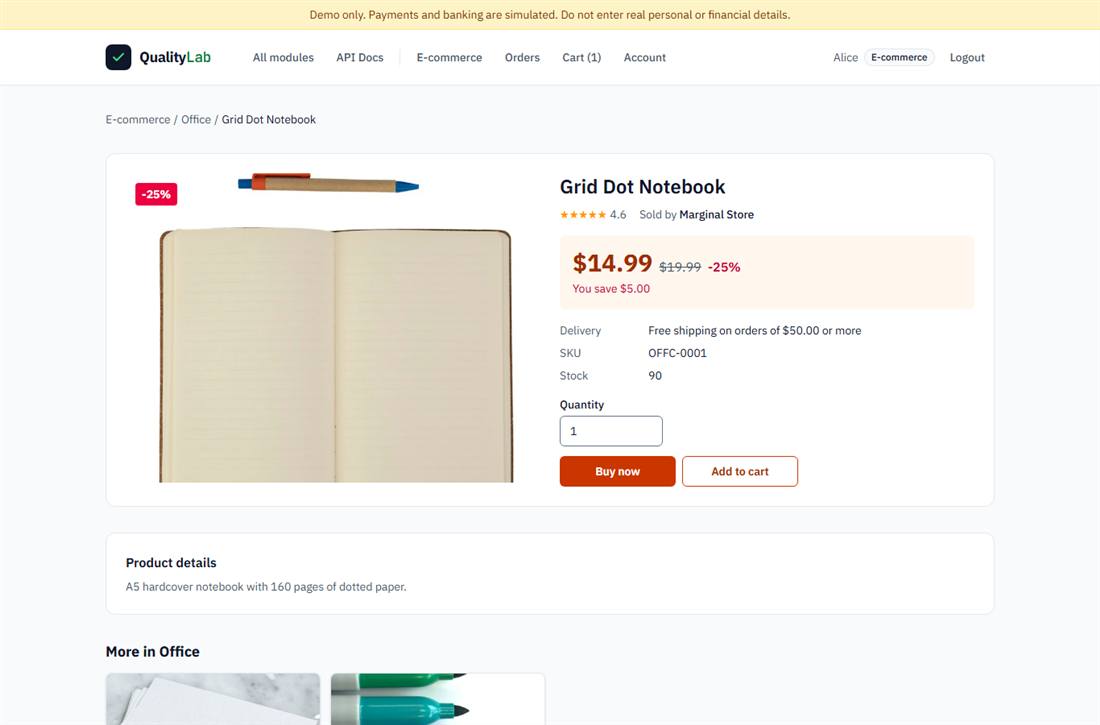 Demo only. Payments and banking are simulated. Do not enter real personal or financial details.
QualityLab All modules API Docs E-commerce Orders Cart (1) Account Alice E-commerce Logout
E-commerce / Office / Grid Dot Notebook
-25%
Grid Dot Notebook
★★★★★ 4.6 Sold by Marginal Store
$14.99 $19.99 -25%
You save $5.00
Delivery Free shipping on orders of $50.00 or more
SKU OFFC-0001
Stock 90
Quantity
1
Buy now Add to cart
Product details
A5 hardcover notebook with 160 pages of dotted paper.
More in Office